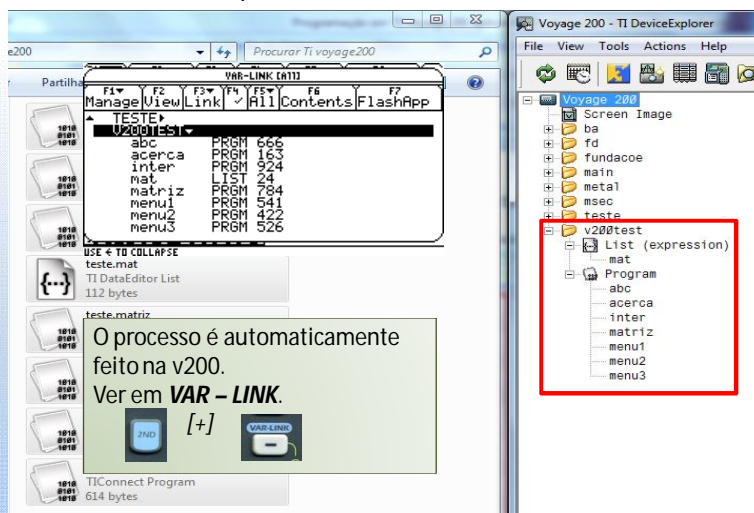 Voyage 200 - TI DeviceExplorer
e200
Procurar Ti voyage200
File View Tools Actions Help
Partilha
VAR-LINK [All]
F1▾ F2 F3▾ F4 F5▾ F6 F7
Manage View Link ✓ All Contents FlashApp
TESTE▸
V200TEST▾
abc PRGM 666
acerca PRGM 163
inter PRGM 924
mat LIST 24
matriz PRGM 784
menu1 PRGM 541
menu2 PRGM 422
menu3 PRGM 526
USE ← TO COLLAPSE
teste.mat
TI DataEditor List
112 bytes
teste.matriz
O processo é automaticamente
feito na v200.
Ver em VAR – LINK.
2ND [+] VAR-LINK
TIConnect Program
614 bytes
Voyage 200
Screen Image
ba
fd
fundacoe
main
metal
msec
teste
v200test
List (expression)
mat
Program
abc
acerca
inter
matriz
menu1
menu2
menu3